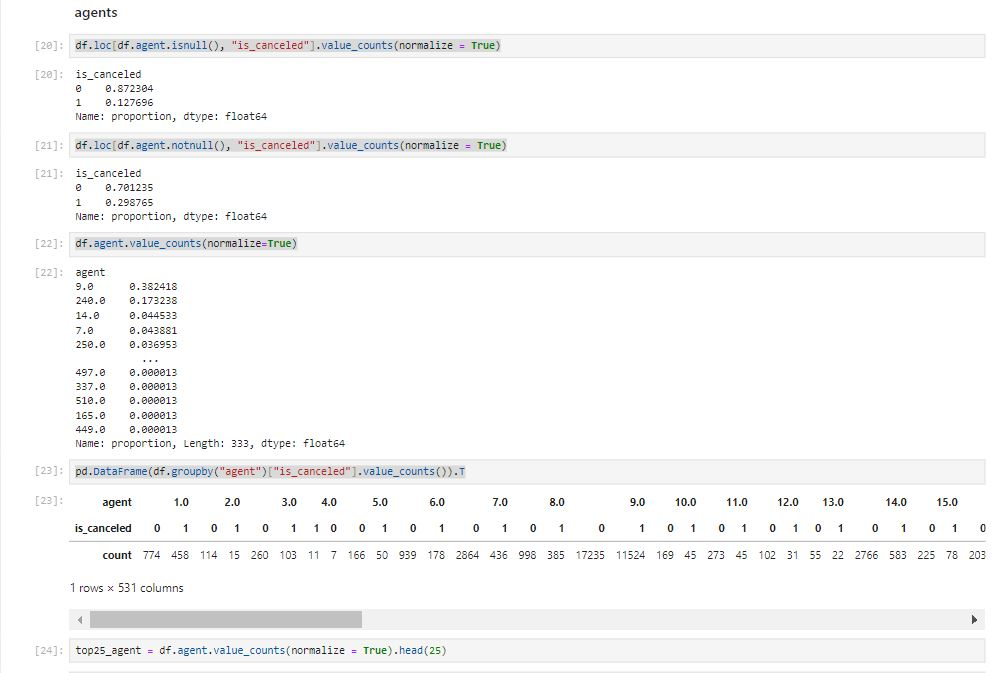 agents
[20]: df.loc[df.agent.isnull(), "is_canceled"].value_counts(normalize = True)
[20]: is_canceled
0 0.872304
1 0.127696
Name: proportion, dtype: float64
[21]: df.loc[df.agent.notnull(), "is_canceled"].value_counts(normalize = True)
[21]: is_canceled
0 0.701235
1 0.298765
Name: proportion, dtype: float64
[22]: df.agent.value_counts(normalize=True)
[22]: agent
9.0 0.382418
240.0 0.173238
14.0 0.044533
7.0 0.043881
250.0 0.036953
...
497.0 0.000013
337.0 0.000013
510.0 0.000013
165.0 0.000013
449.0 0.000013
Name: proportion, Length: 333, dtype: float64
[23]: pd.DataFrame(df.groupby("agent")["is_canceled"].value_counts()).T
[23]: agent 1.0 2.0 3.0 4.0 5.0 6.0 7.0 8.0 9.0 10.0 11.0 12.0 13.0 14.0 15.0
is_canceled 0 1 0 1 0 1 1 0 0 1 0 1 0 1 0 1 0 1 0 1 0 1 0 1 0 1 0 1 0 1 0
count 774 458 114 15 260 103 11 7 166 50 939 178 2864 436 998 385 17235 11524 169 45 273 45 102 31 55 22 2766 583 225 78 203
1 rows × 531 columns
[24]: top25_agent = df.agent.value_counts(normalize = True).head(25)